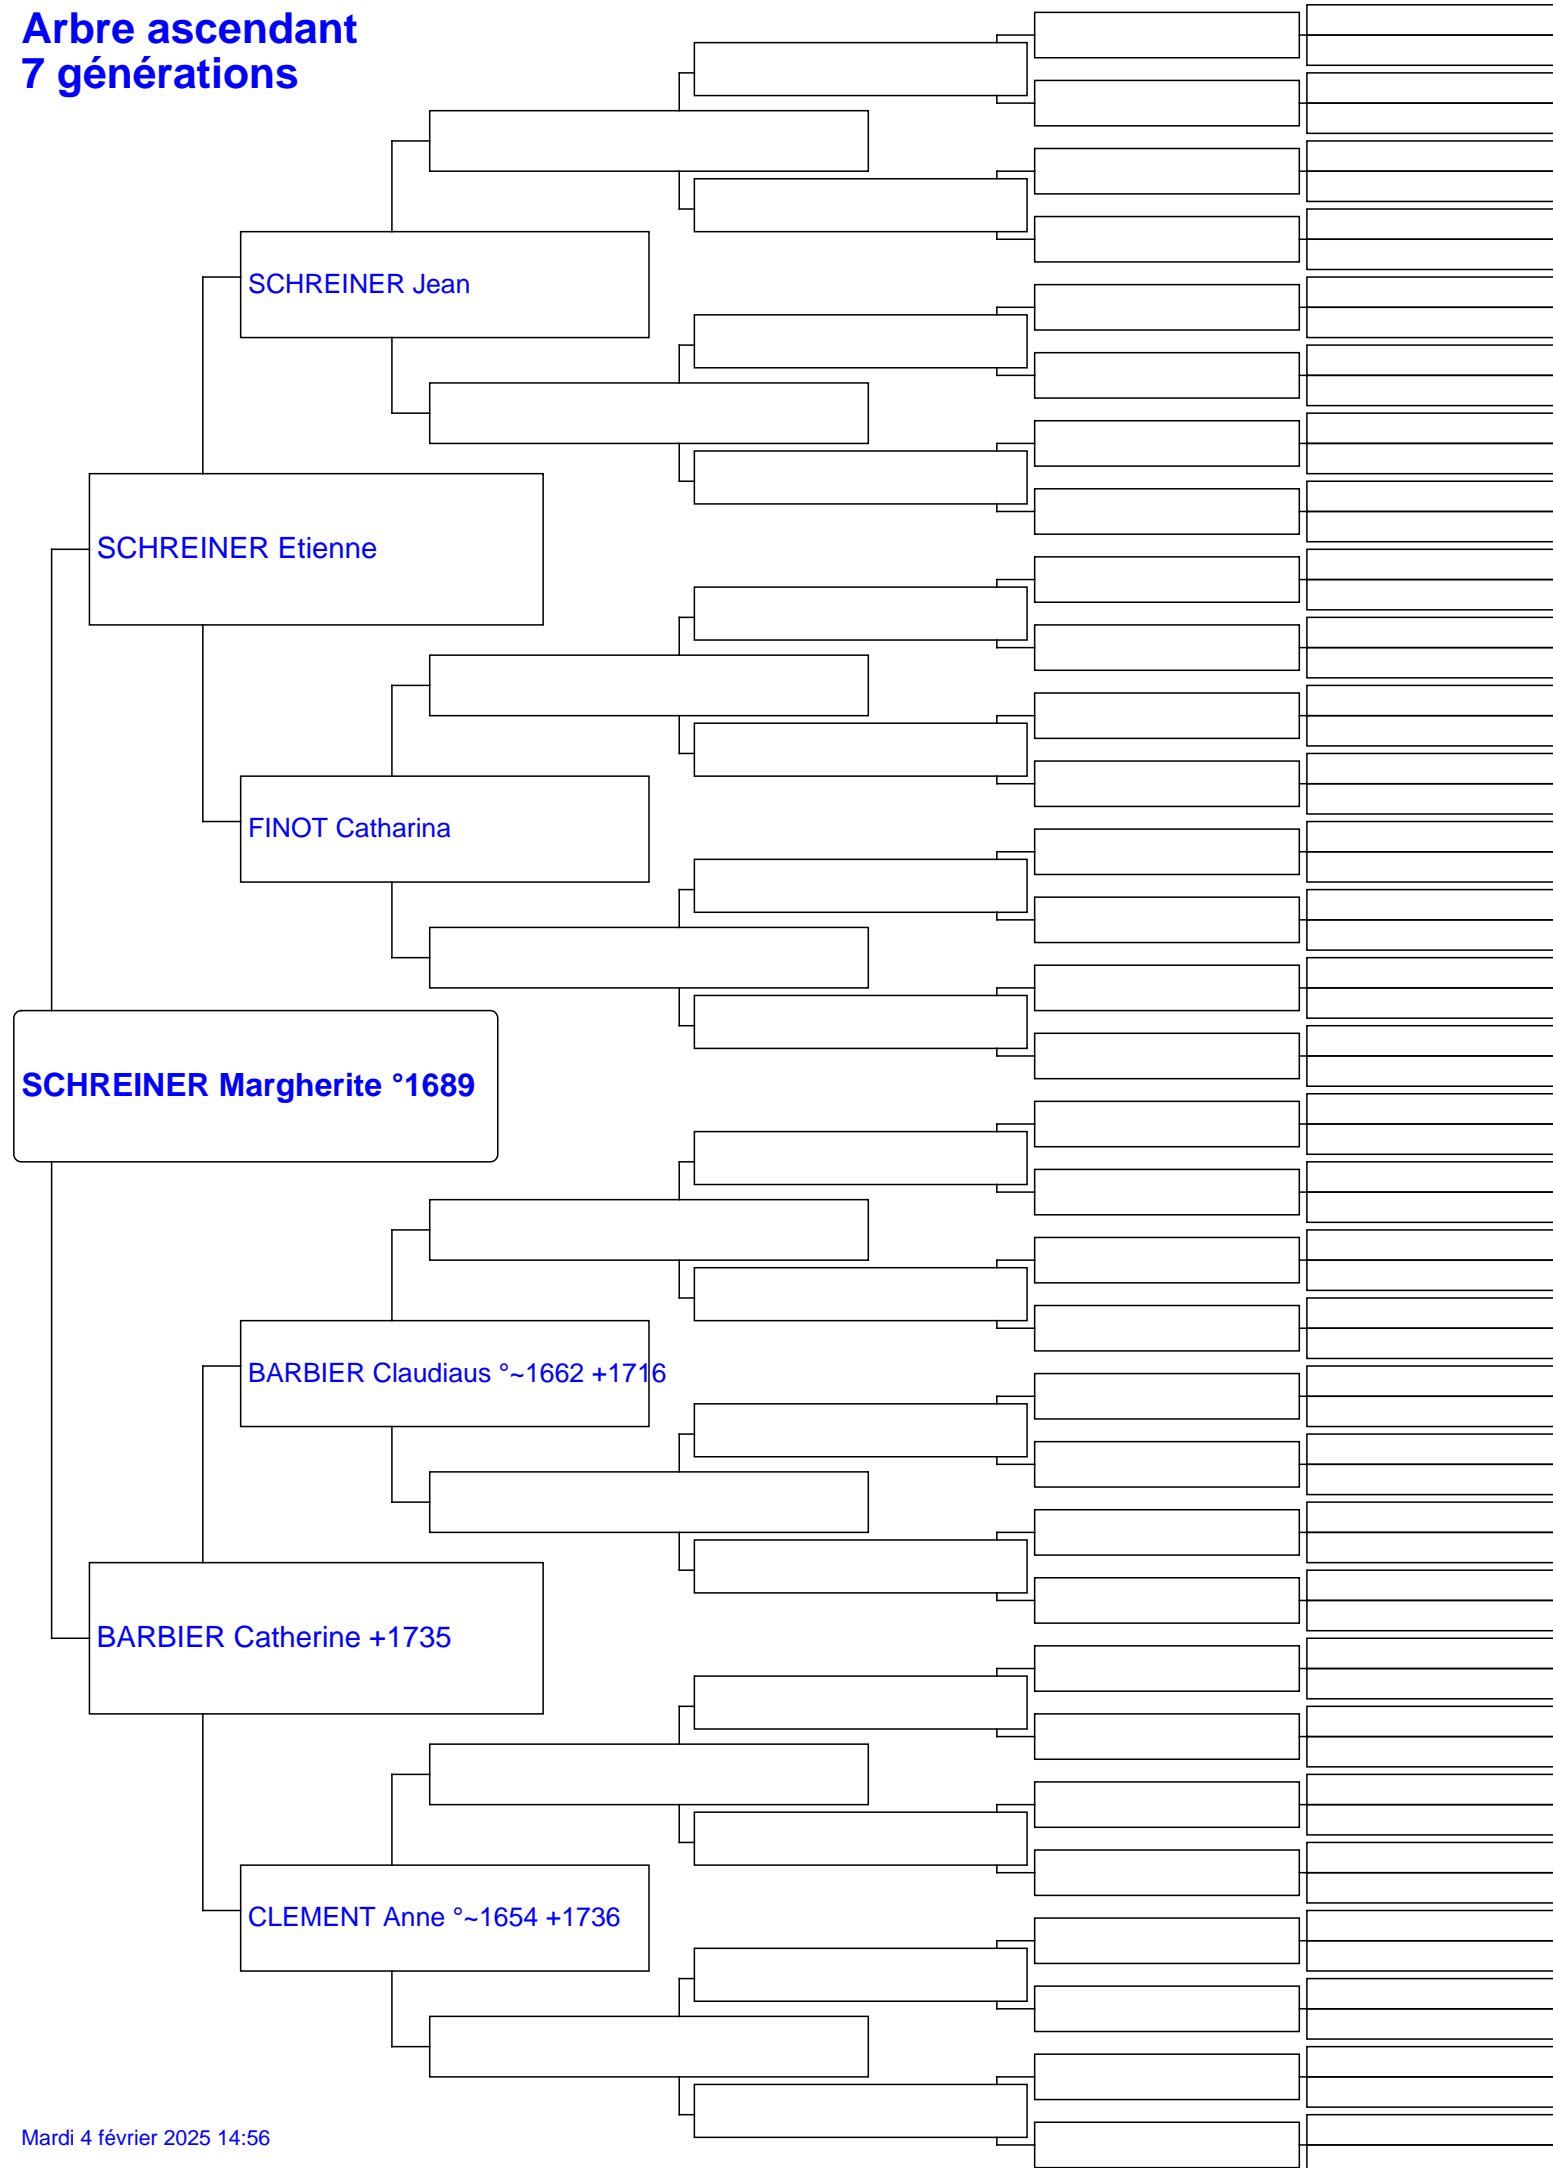 Arbre ascendant
7 générations
SCHREINER Jean
SCHREINER Etienne
FINOT Catharina
SCHREINER Margherite °1689
BARBIER Claudiaus °~1662 +1716
BARBIER Catherine +1735
CLEMENT Anne °~1654 +1736
Mardi 4 février 2025 14:56